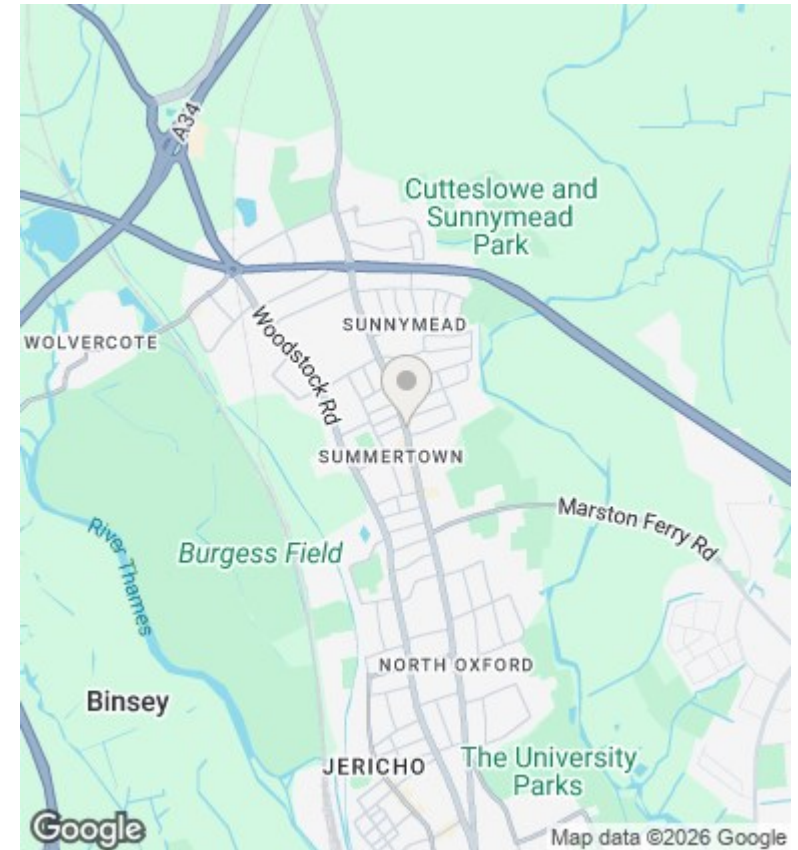 A34
Cutteslowe and
Sunnymead
Park
SUNNYMEAD
WOLVERCOTE
Woodstock Rd
SUMMERTOWN
Marston Ferry Rd
River Thames
Burgess Field
NORTH OXFORD
Binsey
JERICHO
The University
Parks
Google
Map data ©2026 Google